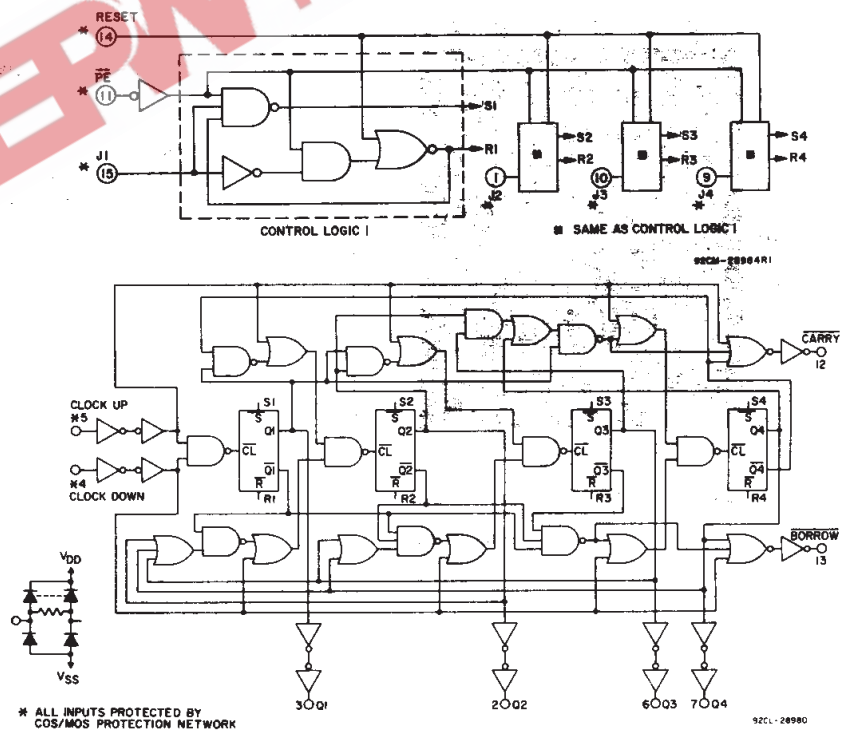 RESET
* 14
PE
* 11
J1
* 15
S1
R1
CONTROL LOGIC 1
S2
R2
1
J2
*
S3
R3
10
J3
*
S4
R4
9
J4
*
SAME AS CONTROL LOGIC 1
92CM-28984R1
CLOCK UP
*5
*4
CLOCK DOWN
S1
S
Q1
CL
Q1
R
R1
S2
S
Q2
CL
Q2
R
R2
S3
S
Q3
CL
Q3
R
R3
S4
S
Q4
CL
Q4
R
R4
CARRY
12
BORROW
13
VDD
VSS
3 Q1
2 Q2
6 Q3
7 Q4
* ALL INPUTS PROTECTED BY
COS/MOS PROTECTION NETWORK
92CL-28980